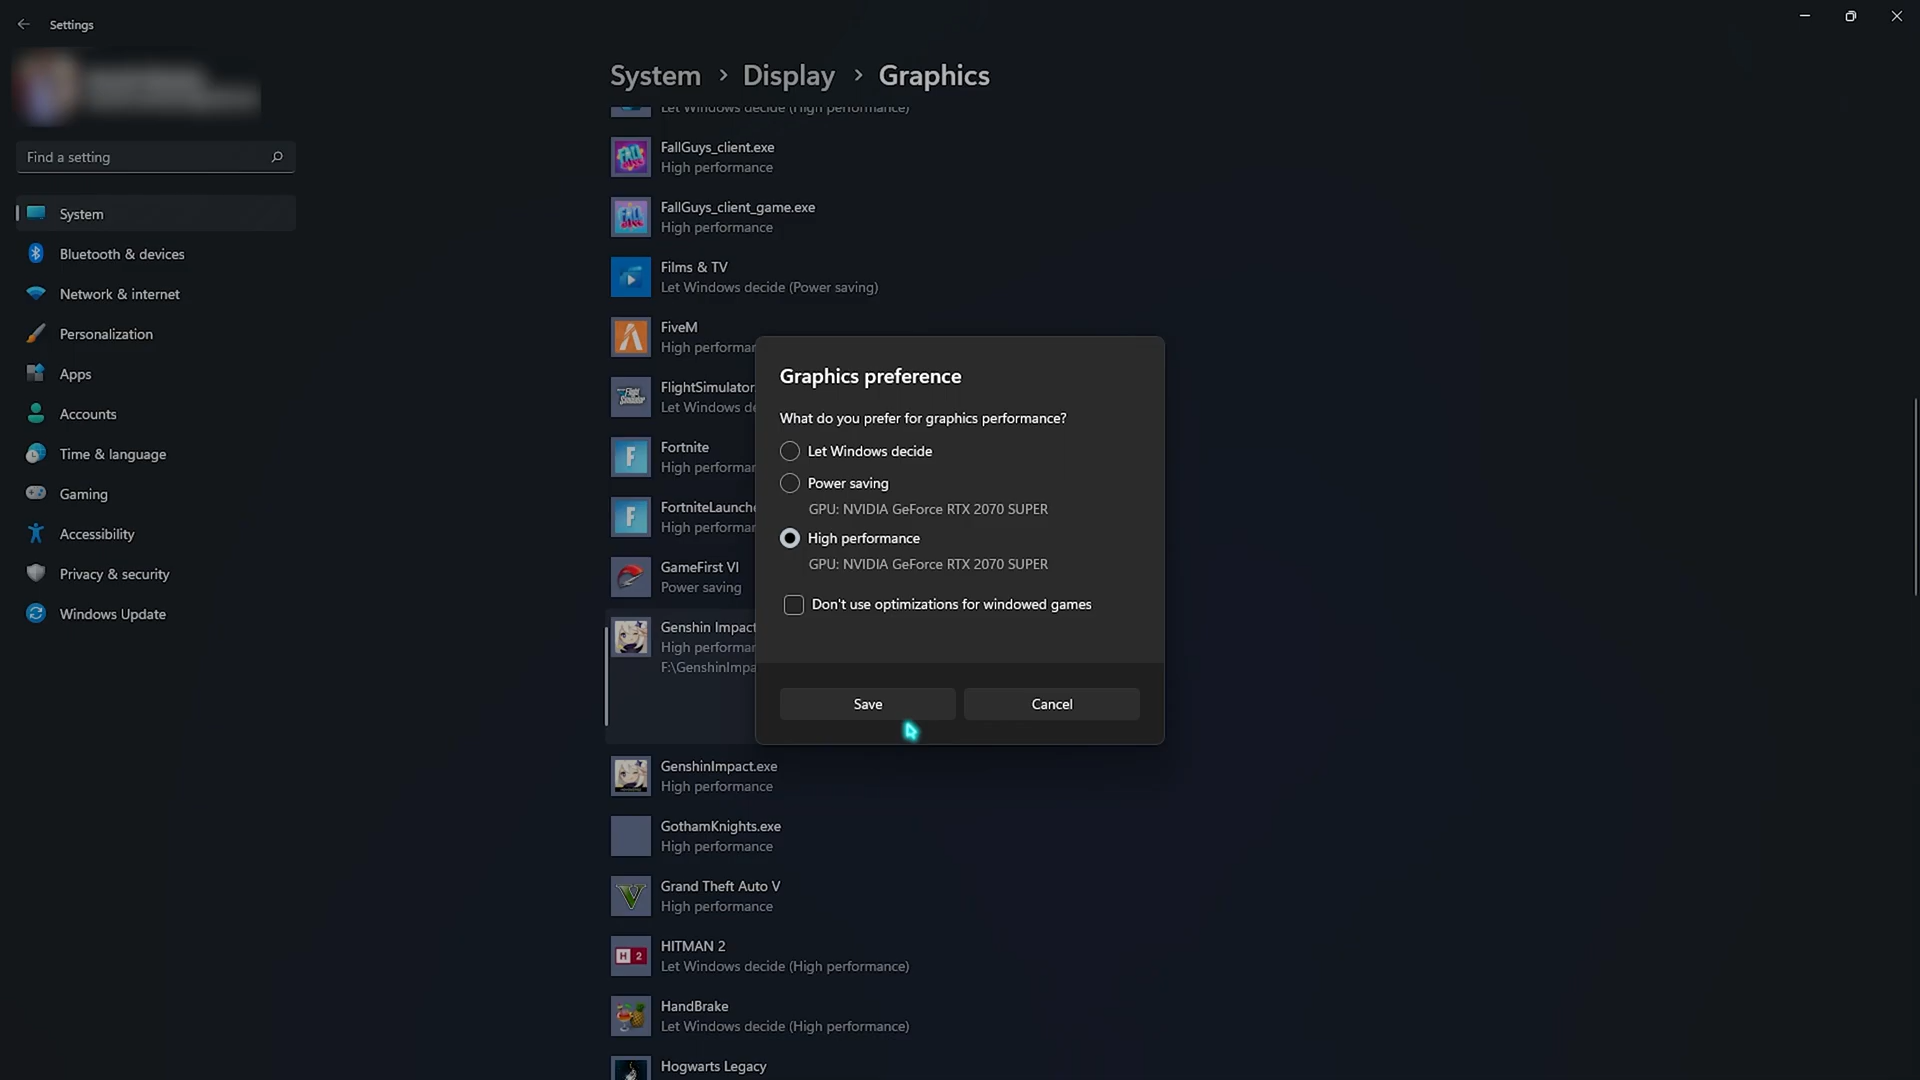 Settings
Find a setting
System
Bluetooth & devices
Network & internet
Personalization
Apps
Accounts
Time & language
Gaming
Accessibility
Privacy & security
Windows Update
System > Display > Graphics
Let Windows decide (High performance)
FallGuys_client.exe
High performance
FallGuys_client_game.exe
High performance
Films & TV
Let Windows decide (Power saving)
FiveM
High performa
FlightSimulator
Let Windows de
Fortnite
High performa
FortniteLaunch
High performa
GameFirst VI
Power saving
Genshin Impact
High performa
F:\GenshinImpa
GenshinImpact.exe
High performance
GothamKnights.exe
High performance
Grand Theft Auto V
High performance
HITMAN 2
Let Windows decide (High performance)
HandBrake
Let Windows decide (High performance)
Hogwarts Legacy
Graphics preference
What do you prefer for graphics performance?
Let Windows decide
Power saving
GPU: NVIDIA GeForce RTX 2070 SUPER
High performance
GPU: NVIDIA GeForce RTX 2070 SUPER
Don't use optimizations for windowed games
Save
Cancel